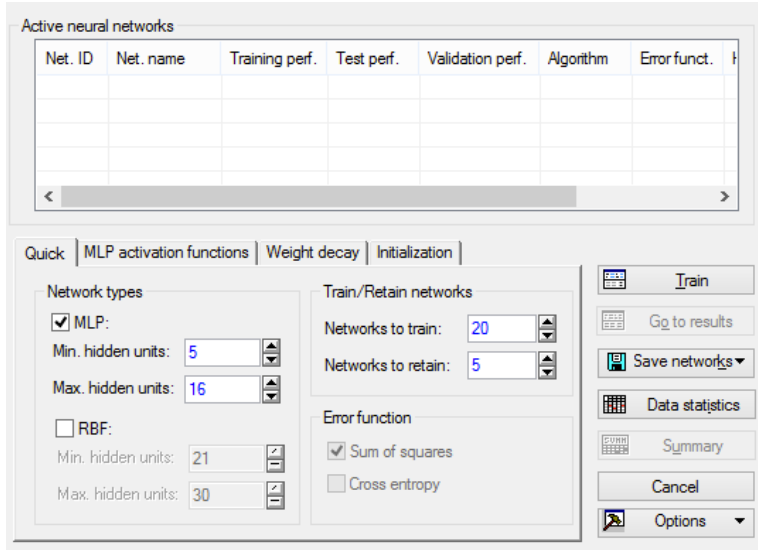 Active neural networks
Net. ID Net. name Training perf. Test perf. Validation perf. Algorithm Error funct.
Quick MLP activation functions Weight decay Initialization
Network types
MLP:
Min. hidden units: 5
Max. hidden units: 16
RBF:
Min. hidden units: 21
Max. hidden units: 30
Train/Retain networks
Networks to train: 20
Networks to retain: 5
Error function
Sum of squares
Cross entropy
Train
Go to results
Save networks
Data statistics
Summary
Cancel
Options